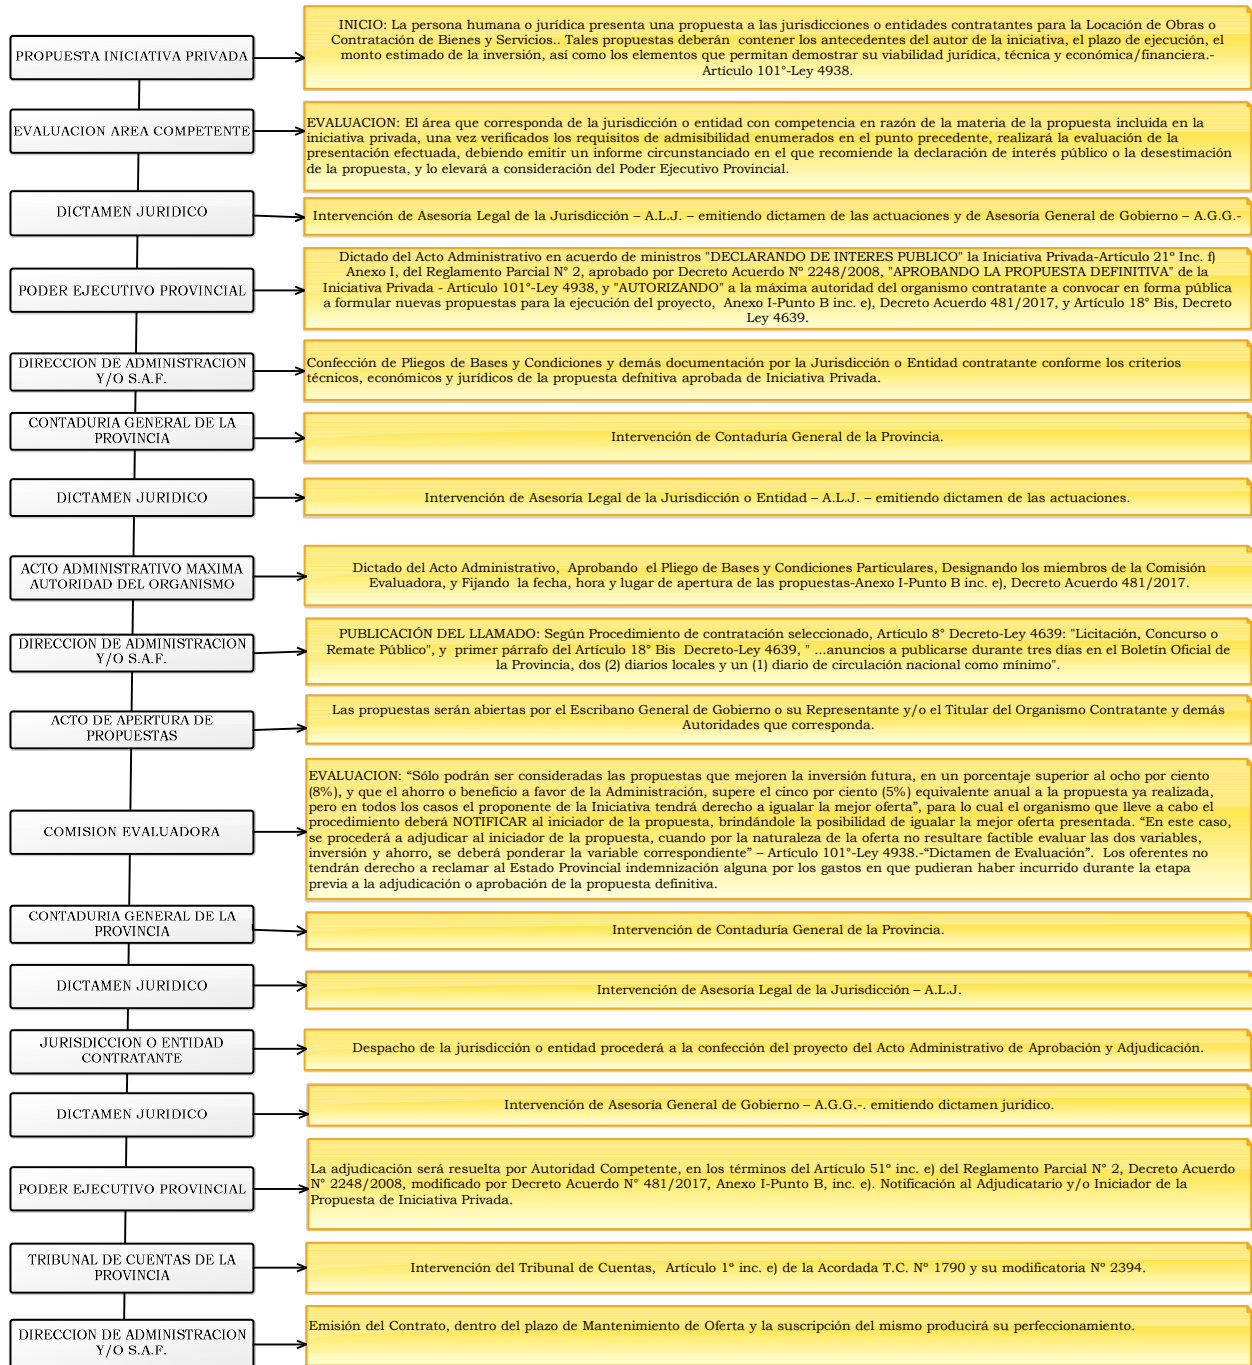 PROPUESTA INICIATIVA PRIVADA
INICIO: La persona humana o jurídica presenta una propuesta a las jurisdicciones o entidades contratantes para la Locación de Obras o
Contratación de Bienes y Servicios.. Tales propuestas deberán contener los antecedentes del autor de la iniciativa, el plazo de ejecución, el
monto estimado de la inversión, así como los elementos que permitan demostrar su viabilidad jurídica, técnica y económica/financiera.-
Artículo 101°-Ley 4938.
EVALUACION AREA COMPETENTE
EVALUACION: El área que corresponda de la jurisdicción o entidad con competencia en razón de la materia de la propuesta incluida en la
iniciativa privada, una vez verificados los requisitos de admisibilidad enumerados en el punto precedente, realizará la evaluación de la
presentación efectuada, debiendo emitir un informe circunstanciado en el que recomiende la declaración de interés público o la desestimación
de la propuesta, y lo elevará a consideración del Poder Ejecutivo Provincial.
DICTAMEN JURIDICO
Intervención de Asesoría Legal de la Jurisdicción – A.L.J. – emitiendo dictamen de las actuaciones y de Asesoría General de Gobierno – A.G.G.-
PODER EJECUTIVO PROVINCIAL
Dictado del Acto Administrativo en acuerdo de ministros "DECLARANDO DE INTERES PUBLICO" la Iniciativa Privada-Artículo 21º Inc. f)
Anexo I, del Reglamento Parcial N° 2, aprobado por Decreto Acuerdo Nº 2248/2008, "APROBANDO LA PROPUESTA DEFINITIVA" de la
Iniciativa Privada - Artículo 101°-Ley 4938, y "AUTORIZANDO" a la máxima autoridad del organismo contratante a convocar en forma pública
a formular nuevas propuestas para la ejecución del proyecto, Anexo I-Punto B inc. e), Decreto Acuerdo 481/2017, y Artículo 18° Bis, Decreto
Ley 4639.
DIRECCION DE ADMINISTRACION
Y/O S.A.F.
Confección de Pliegos de Bases y Condiciones y demás documentación por la Jurisdicción o Entidad contratante conforme los criterios
técnicos, económicos y jurídicos de la propuesta defnitiva aprobada de Iniciativa Privada.
CONTADURIA GENERAL DE LA
PROVINCIA
Intervención de Contaduría General de la Provincia.
DICTAMEN JURIDICO
Intervención de Asesoría Legal de la Jurisdicción o Entidad – A.L.J. – emitiendo dictamen de las actuaciones.
ACTO ADMINISTRATIVO MAXIMA
AUTORIDAD DEL ORGANISMO
Dictado del Acto Administrativo, Aprobando el Pliego de Bases y Condiciones Particulares, Designando los miembros de la Comisión
Evaluadora, y Fijando la fecha, hora y lugar de apertura de las propuestas-Anexo I-Punto B inc. e), Decreto Acuerdo 481/2017.
DIRECCION DE ADMINISTRACION
Y/O S.A.F.
PUBLICACIÓN DEL LLAMADO: Según Procedimiento de contratación seleccionado, Artículo 8° Decreto-Ley 4639: "Licitación, Concurso o
Remate Público", y primer párrafo del Artículo 18° Bis Decreto-Ley 4639, " ...anuncios a publicarse durante tres días en el Boletín Oficial de
la Provincia, dos (2) diarios locales y un (1) diario de circulación nacional como mínimo".
ACTO DE APERTURA DE
PROPUESTAS
Las propuestas serán abiertas por el Escribano General de Gobierno o su Representante y/o el Titular del Organismo Contratante y demás
Autoridades que corresponda.
COMISION EVALUADORA
EVALUACION: “Sólo podrán ser consideradas las propuestas que mejoren la inversión futura, en un porcentaje superior al ocho por ciento
(8%), y que el ahorro o beneficio a favor de la Administración, supere el cinco por ciento (5%) equivalente anual a la propuesta ya realizada,
pero en todos los casos el proponente de la Iniciativa tendrá derecho a igualar la mejor oferta”, para lo cual el organismo que lleve a cabo el
procedimiento deberá NOTIFICAR al iniciador de la propuesta, brindándole la posibilidad de igualar la mejor oferta presentada. “En este caso,
se procederá a adjudicar al iniciador de la propuesta, cuando por la naturaleza de la oferta no resultare factible evaluar las dos variables,
inversión y ahorro, se deberá ponderar la variable correspondiente” – Artículo 101°-Ley 4938.-“Dictamen de Evaluación”. Los oferentes no
tendrán derecho a reclamar al Estado Provincial indemnización alguna por los gastos en que pudieran haber incurrido durante la etapa
previa a la adjudicación o aprobación de la propuesta definitiva.
CONTADURIA GENERAL DE LA
PROVINCIA
Intervención de Contaduría General de la Provincia.
DICTAMEN JURIDICO
Intervención de Asesoría Legal de la Jurisdicción – A.L.J.
JURISDICCION O ENTIDAD
CONTRATANTE
Despacho de la jurisdicción o entidad procederá a la confección del proyecto del Acto Administrativo de Aprobación y Adjudicación.
DICTAMEN JURIDICO
Intervención de Asesoría General de Gobierno – A.G.G.-. emitiendo dictamen juridico.
PODER EJECUTIVO PROVINCIAL
La adjudicación será resuelta por Autoridad Competente, en los términos del Artículo 51º inc. e) del Reglamento Parcial N° 2, Decreto Acuerdo
N° 2248/2008, modificado por Decreto Acuerdo N° 481/2017, Anexo I-Punto B, inc. e). Notificación al Adjudicatario y/o Iniciador de la
Propuesta de Iniciativa Privada.
TRIBUNAL DE CUENTAS DE LA
PROVINCIA
Intervención del Tribunal de Cuentas, Artículo 1º inc. e) de la Acordada T.C. Nº 1790 y su modificatoria Nº 2394.
DIRECCION DE ADMINISTRACION
Y/O S.A.F.
Emisión del Contrato, dentro del plazo de Mantenimiento de Oferta y la suscripción del mismo producirá su perfeccionamiento.